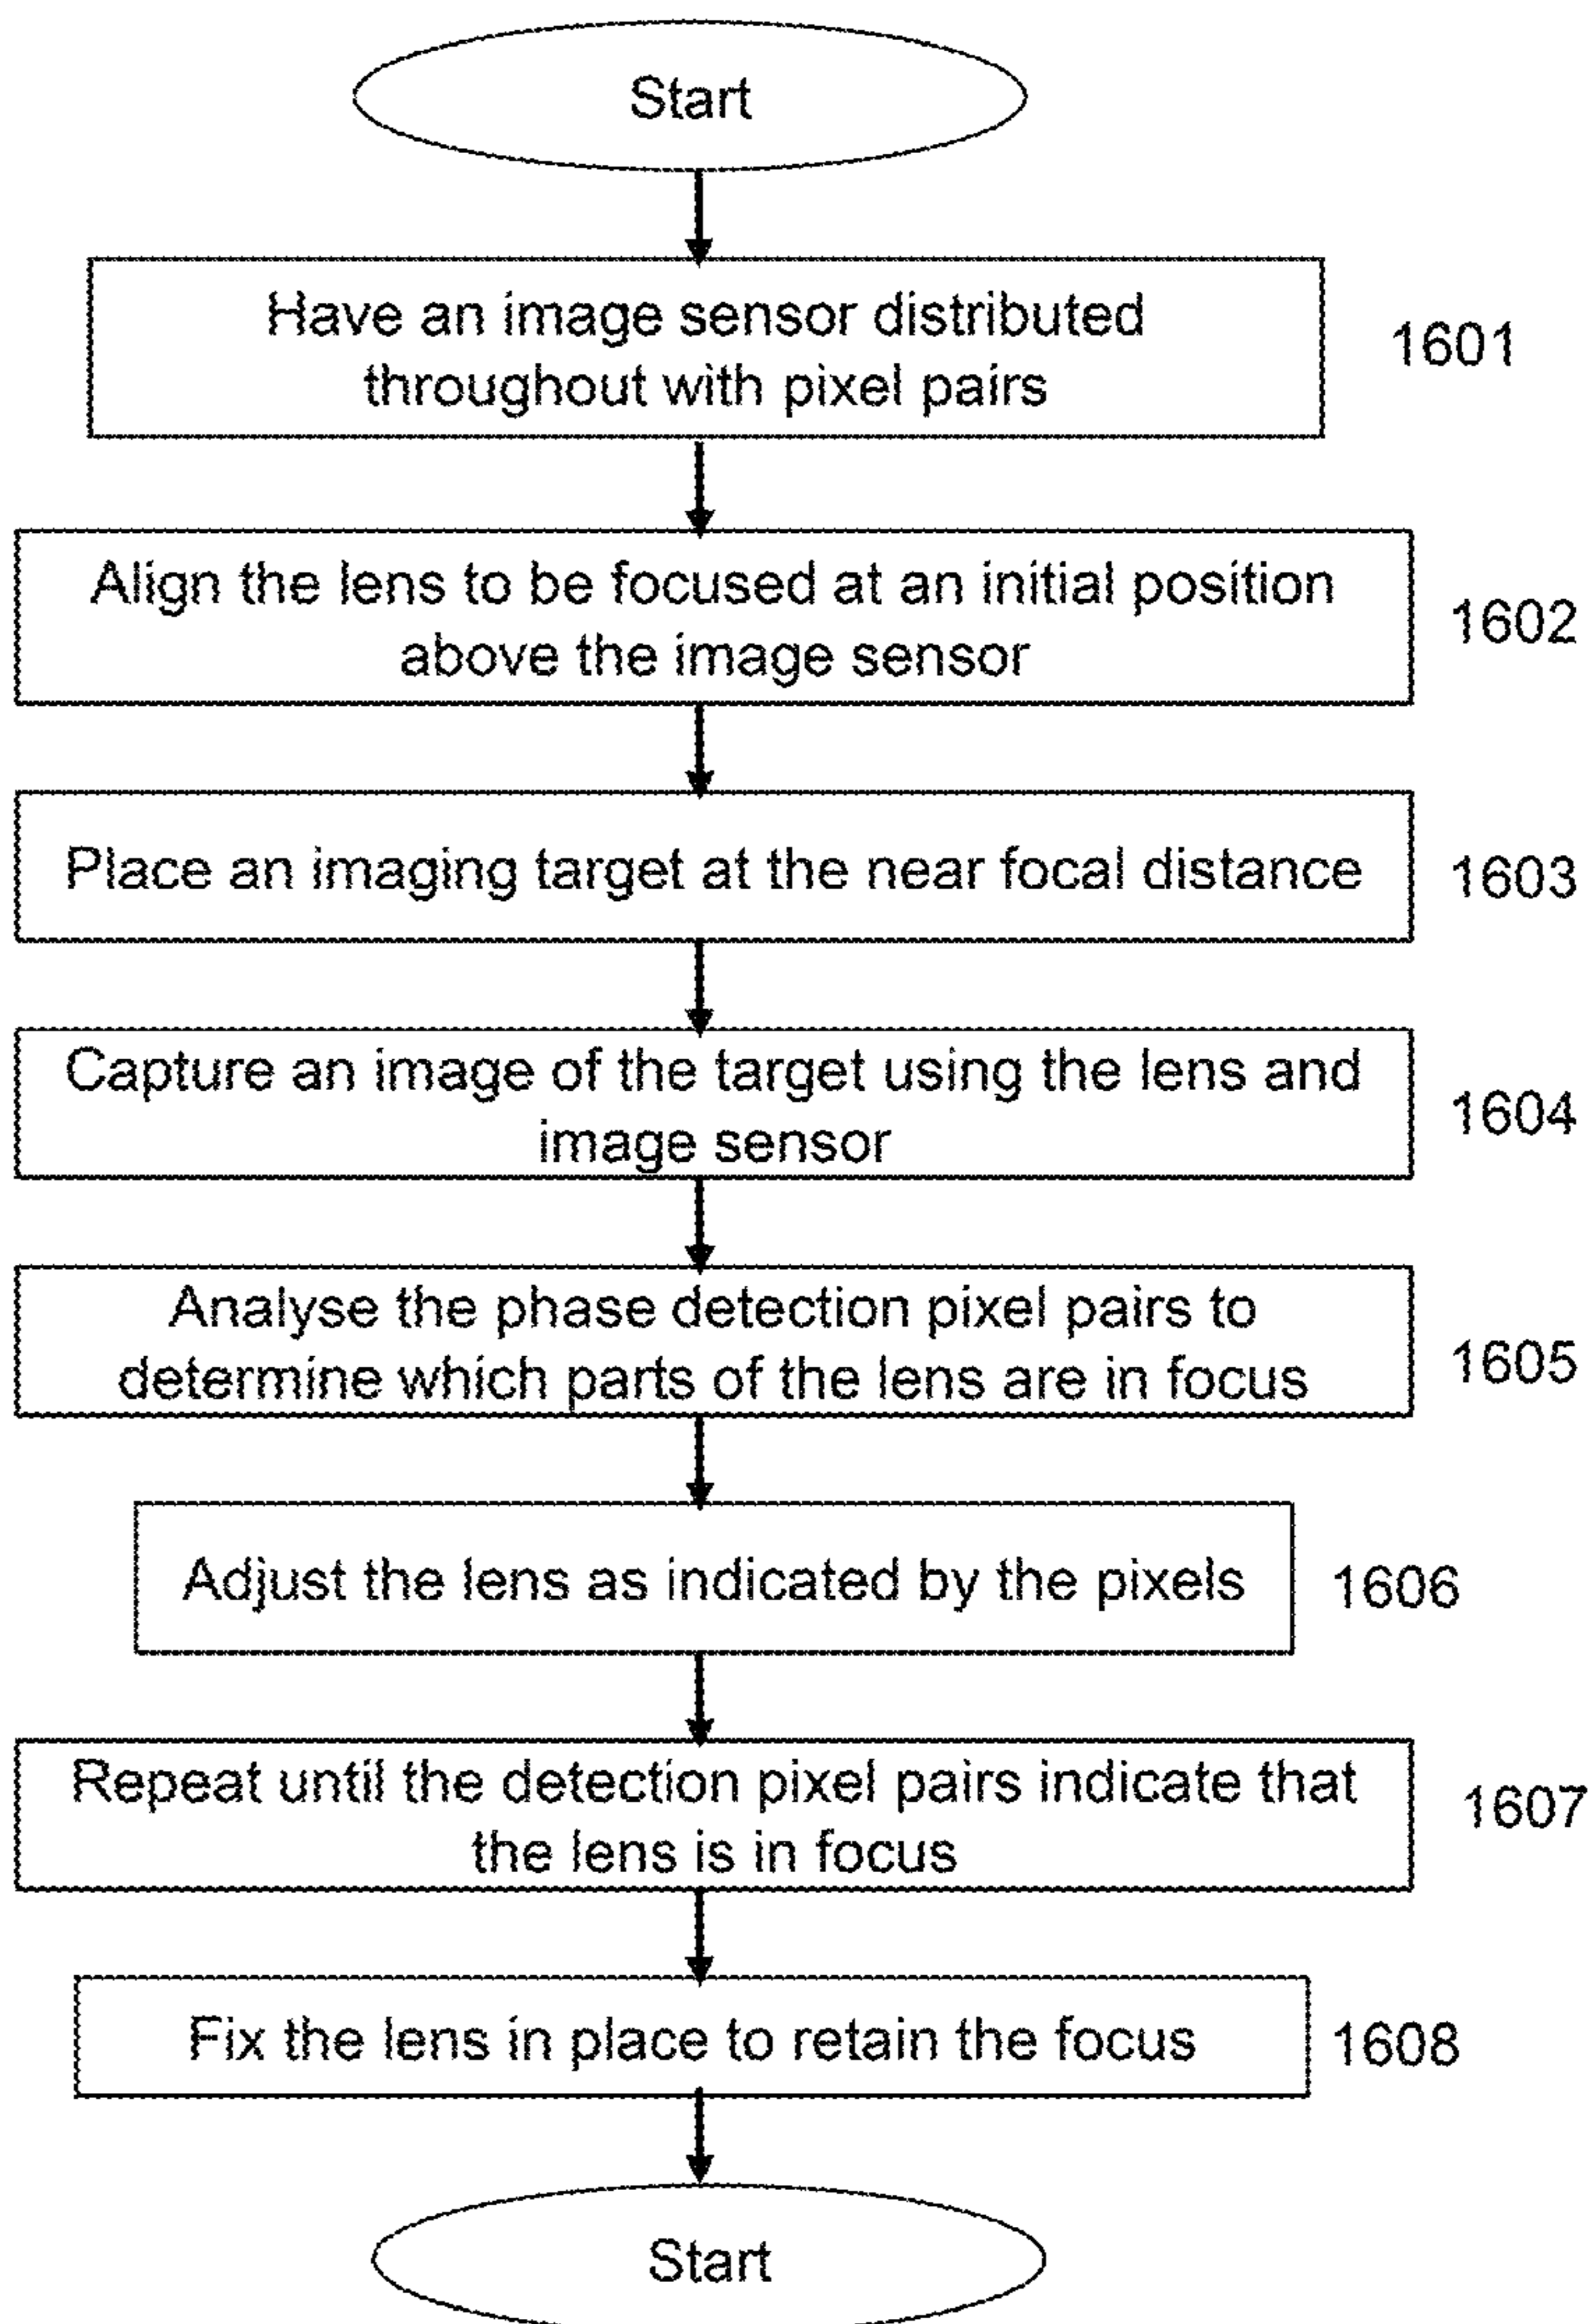 Start
Have an image sensor distributed
throughout with pixel pairs
1601
Align the lens to be focused at an initial position
above the image sensor
1602
Place an imaging target at the near focal distance
1603
Capture an image of the target using the lens and
image sensor
1604
Analyse the phase detection pixel pairs to
determine which parts of the lens are in focus
1605
Adjust the lens as indicated by the pixels
1606
Repeat until the detection pixel pairs indicate that
the lens is in focus
1607
Fix the lens in place to retain the focus
1608
Start